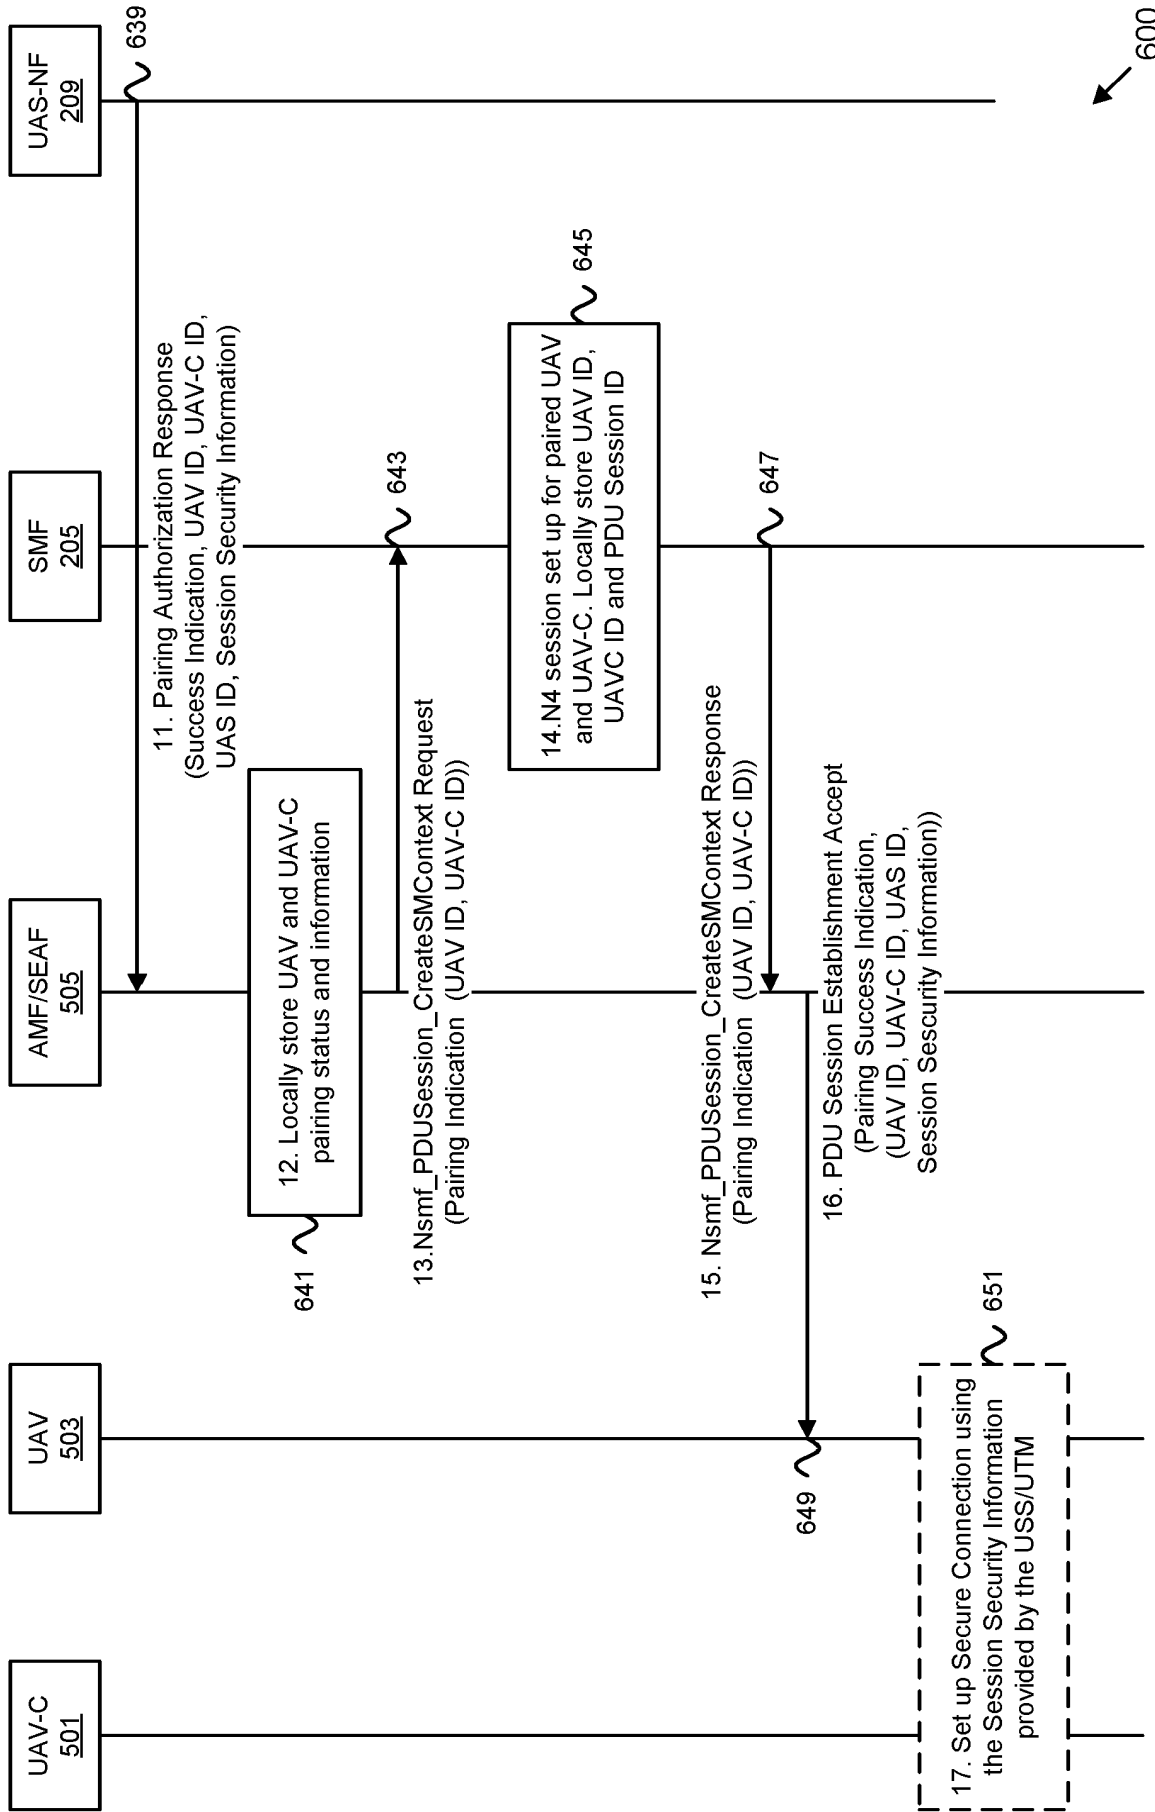 UAV-C
501
UAV
503
AMF/SEAF
505
SMF
205
UAS-NF
209
639
11. Pairing Authorization Response
(Success Indication, UAV ID, UAV-C ID,
UAS ID, Session Security Information)
12. Locally store UAV and UAV-C
pairing status and information
641
13.Nsmf_PDUSession_CreateSMContext Request
(Pairing Indication (UAV ID, UAV-C ID))
643
14.N4 session set up for paired UAV
and UAV-C. Locally store UAV ID,
UAVC ID and PDU Session ID
645
15. Nsmf_PDUSession_CreateSMContext Response
(Pairing Indication (UAV ID, UAV-C ID))
647
16. PDU Session Establishment Accept
(Pairing Success Indication,
(UAV ID, UAV-C ID, UAS ID,
Session Sescurity Information))
649
17. Set up Secure Connection using
the Session Security Information
provided by the USS/UTM
651
600